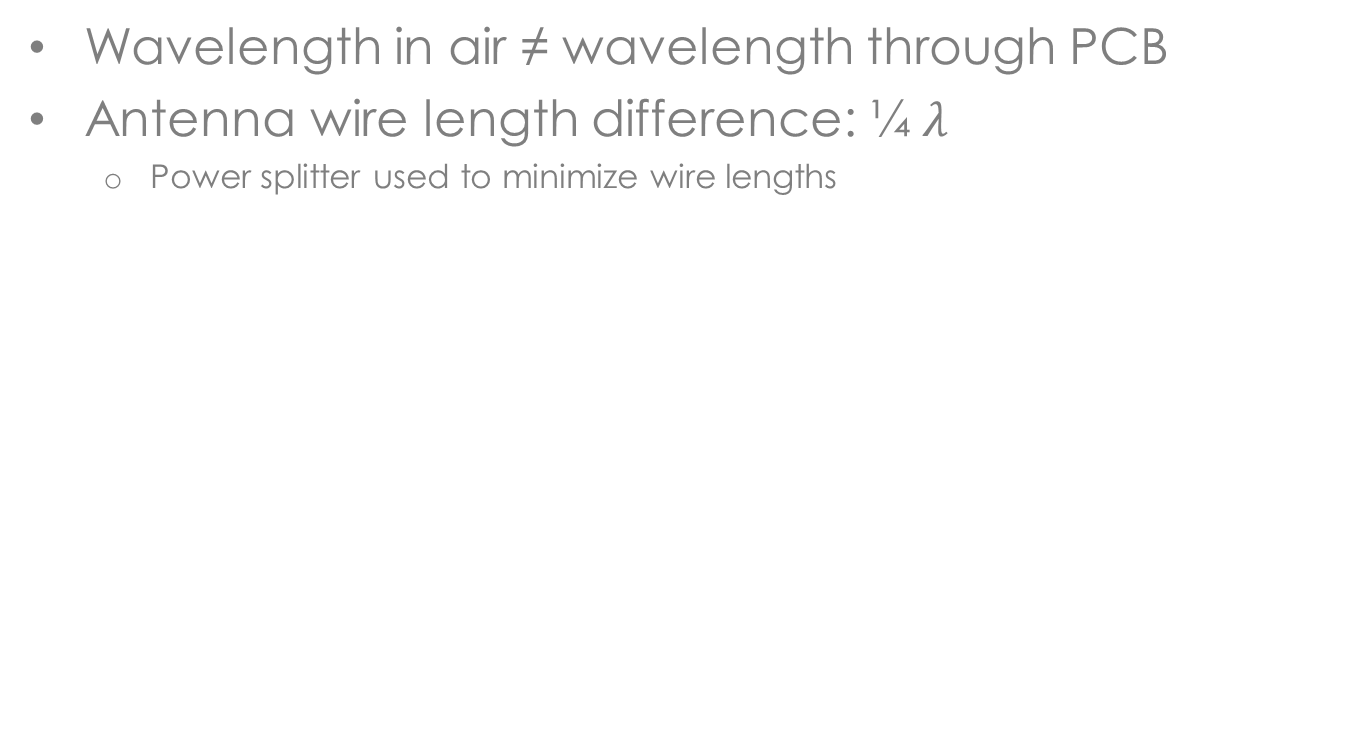 • Wavelength in air ≠ wavelength through PCB
• Antenna wire length difference: ¼ λ
○ Power splitter used to minimize wire lengths